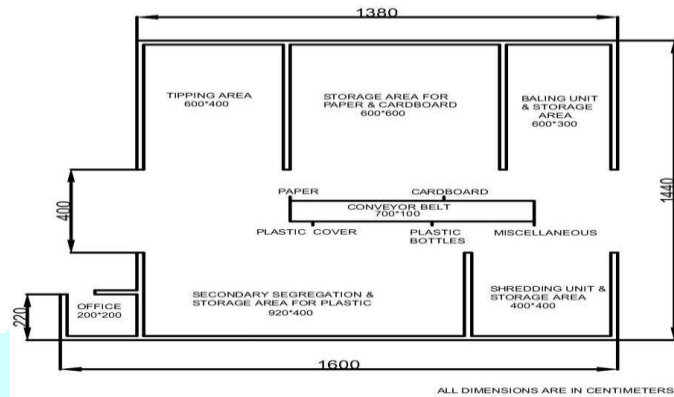 1380
TIPPING AREA
600*400
STORAGE AREA FOR
PAPER & CARDBOARD
600*600
BALING UNIT
& STORAGE
AREA
600*300
1440
400
PAPER
CARDBOARD
CONVEYOR BELT
700*100
PLASTIC COVER
PLASTIC
BOTTLES
MISCELLANEOUS
220
OFFICE
200*200
SECONDARY SEGREGATION &
STORAGE AREA FOR PLASTIC
920*400
SHREDDING UNIT &
STORAGE AREA
400*400
1600
ALL DIMENSIONS ARE IN CENTIMETERS